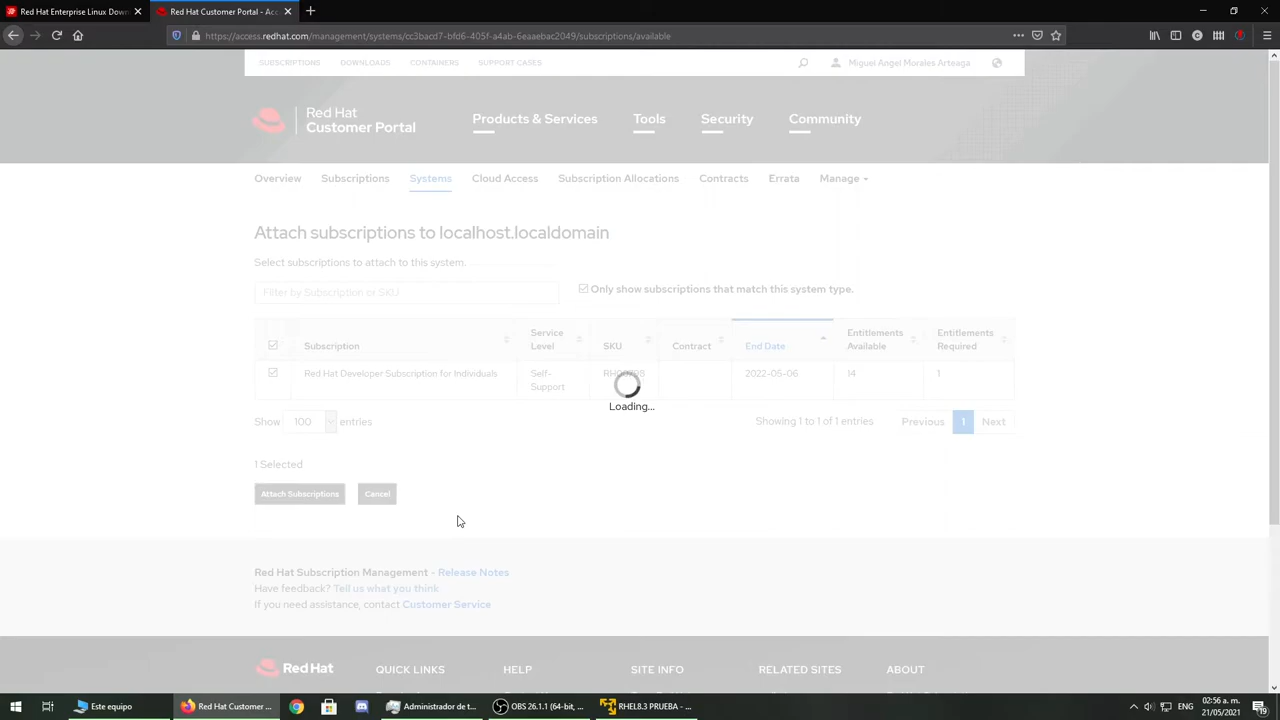 Red Hat Enterprise Linux Down
Red Hat Customer Portal - Acc
https://access.redhat.com/management/systems/cc3bacd7-bfd6-405f-a4ab-6eaaebac2049/subscriptions/available
SUBSCRIPTIONS DOWNLOADS CONTAINERS SUPPORT CASES Miguel Angel Morales Arteaga
Red Hat
Customer Portal
Products & Services Tools Security Community
Overview Subscriptions Systems Cloud Access Subscription Allocations Contracts Errata Manage
Attach subscriptions to localhost.localdomain
Select subscriptions to attach to this system.
Filter by Subscription or SKU
Only show subscriptions that match this system type.
Subscription Service Level SKU Contract End Date Entitlements Available Entitlements Required
Red Hat Developer Subscription for Individuals Self-Support 2022-05-06 14 1
Loading...
Show 100 entries Showing 1 to 1 of 1 entries Previous 1 Next
1 Selected
Attach Subscriptions Cancel
Red Hat Subscription Management - Release Notes
Have feedback? Tell us what you think
If you need assistance, contact Customer Service
Red Hat QUICK LINKS HELP SITE INFO RELATED SITES ABOUT
Este equipo Red Hat Customer ... Administrador de t... OBS 26.1.1 (64-bit, ... RHEL8.3 PRUEBA - ... ENG 02:56 a. m.
21/05/2021